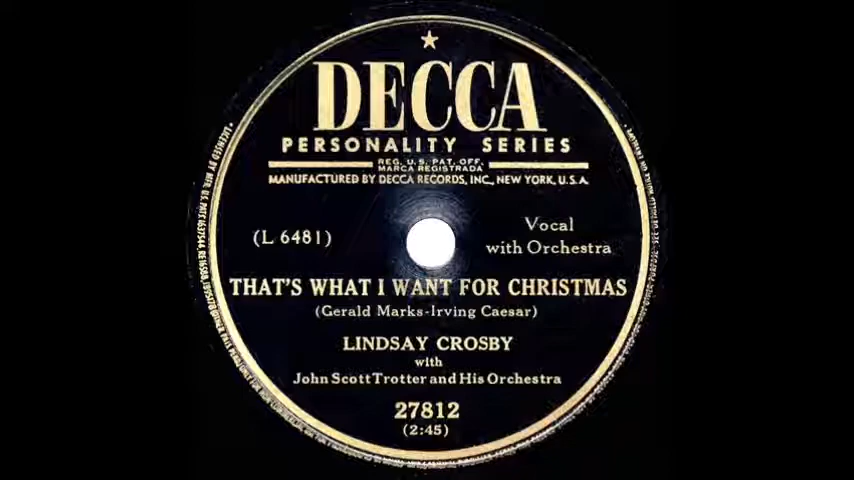 DECCA
PERSONALITY SERIES
REG. U.S. PAT. OFF.
MARCA REGISTRADA
MANUFACTURED BY DECCA RECORDS, INC., NEW YORK, U.S.A.
(L 6481)
Vocal
with Orchestra
THAT'S WHAT I WANT FOR CHRISTMAS
(Gerald Marks-Irving Caesar)
LINDSAY CROSBY
with
John Scott Trotter and His Orchestra
27812
(2:45)